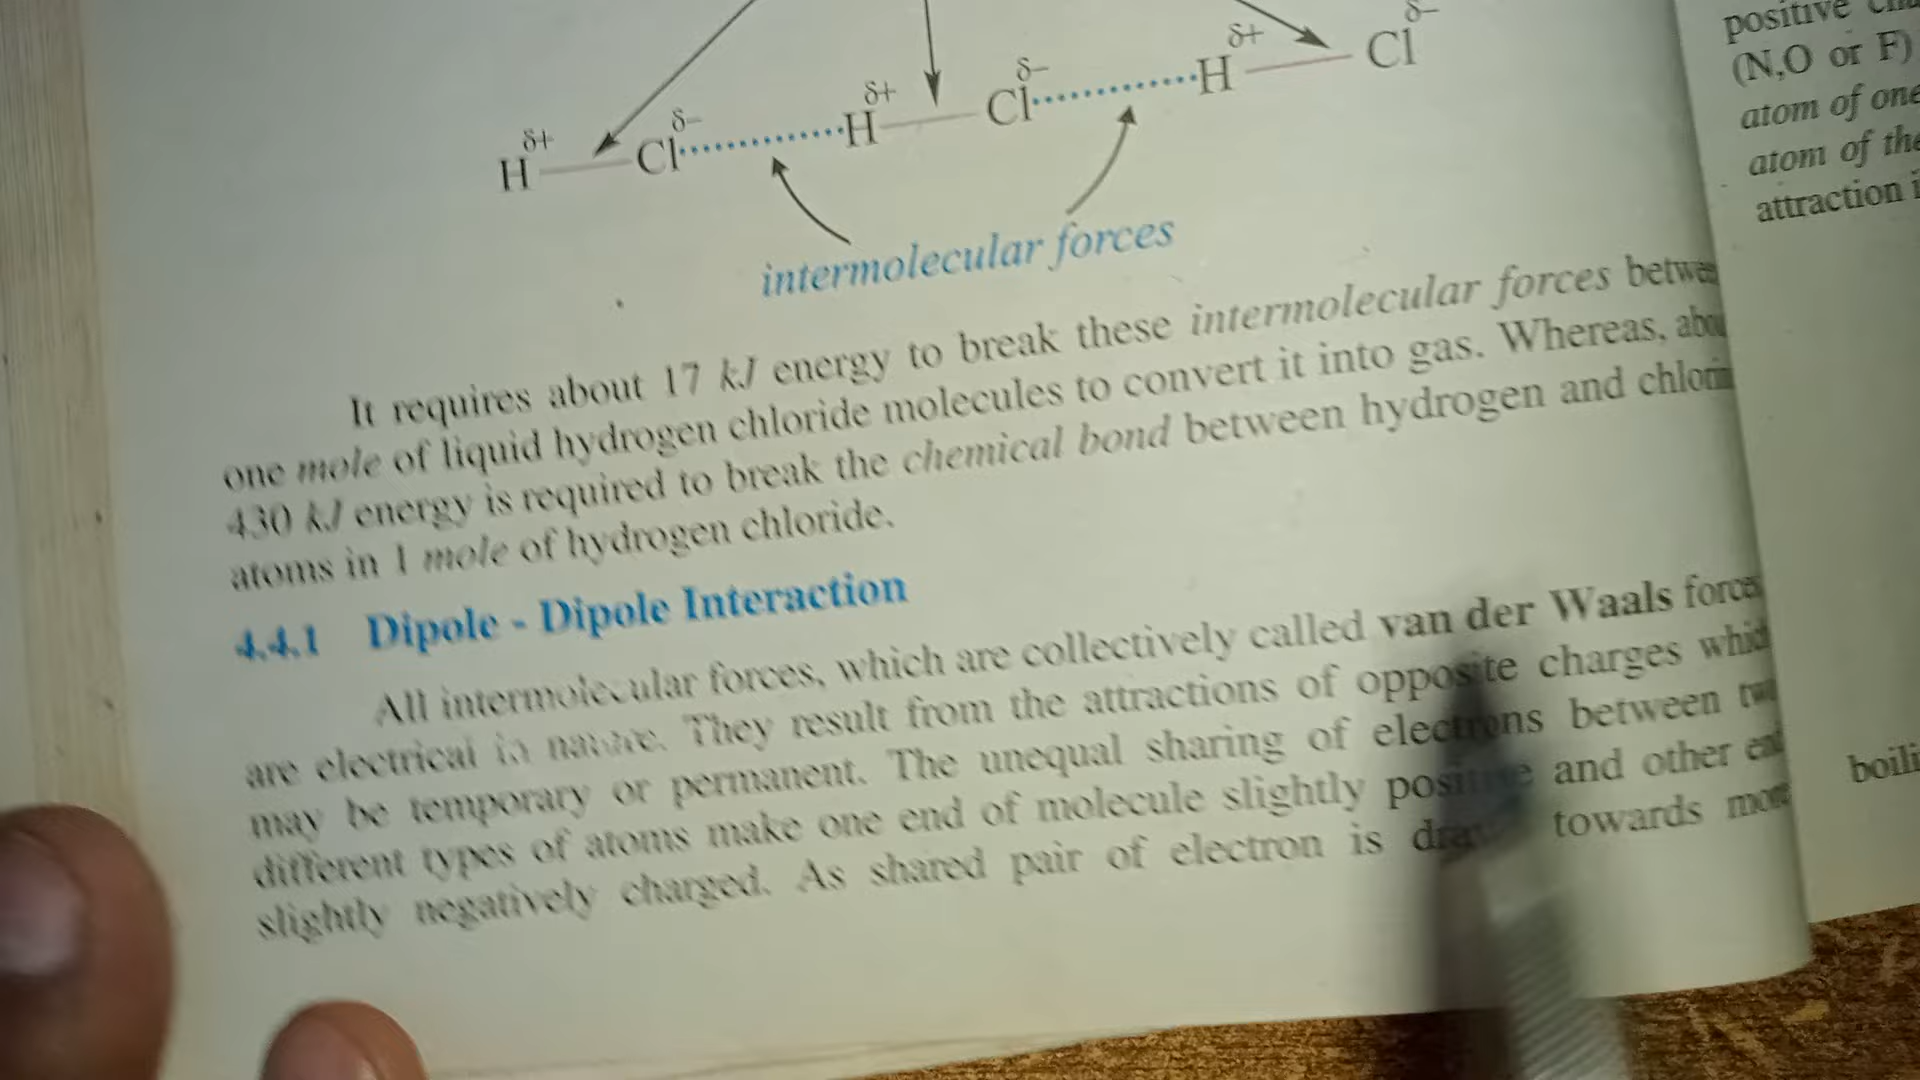 δ+ δ– δ+ δ– δ+ δ–
H — Cl············H — Cl············H — Cl
intermolecular forces
It requires about 17 kJ energy to break these intermolecular forces
one mole of liquid hydrogen chloride molecules to convert it into gas. Whereas,
430 kJ energy is required to break the chemical bond between hydrogen and
atoms in 1 mole of hydrogen chloride.
4.4.1 Dipole - Dipole Interaction
All intermolecular forces, which are collectively called van der Waals forces
are electrical in nature. They result from the attractions of opposite charges
may be temporary or permanent. The unequal sharing of electrons between
different types of atoms make one end of molecule slightly positive and other
slightly negatively charged. As shared pair of electron is towards
positive
(N,O or F)
atom of one
atom of the
attraction